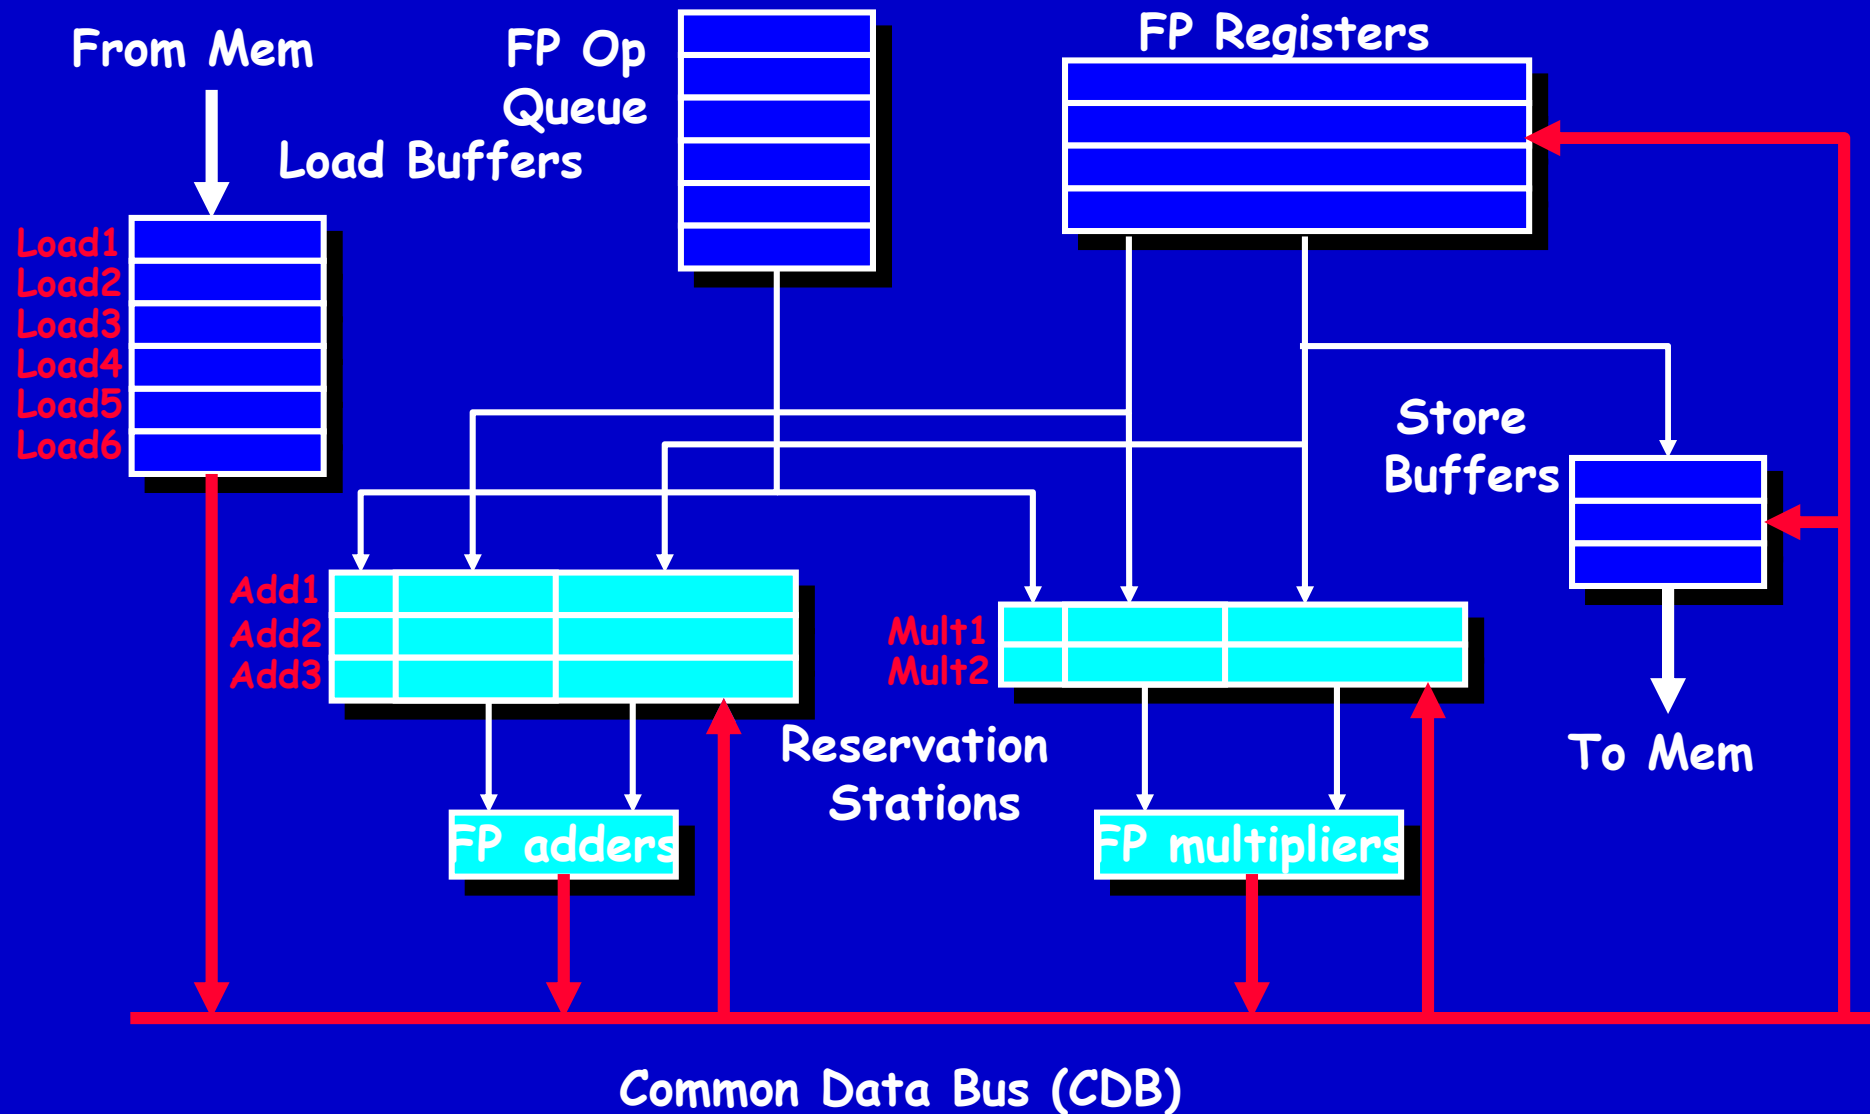 From Mem
FP Op
Queue
FP Registers
Load Buffers
Load1
Load2
Load3
Load4
Load5
Load6
Store
Buffers
Add1
Add2
Add3
Mult1
Mult2
Reservation
Stations
To Mem
FP adders
FP multipliers
Common Data Bus (CDB)